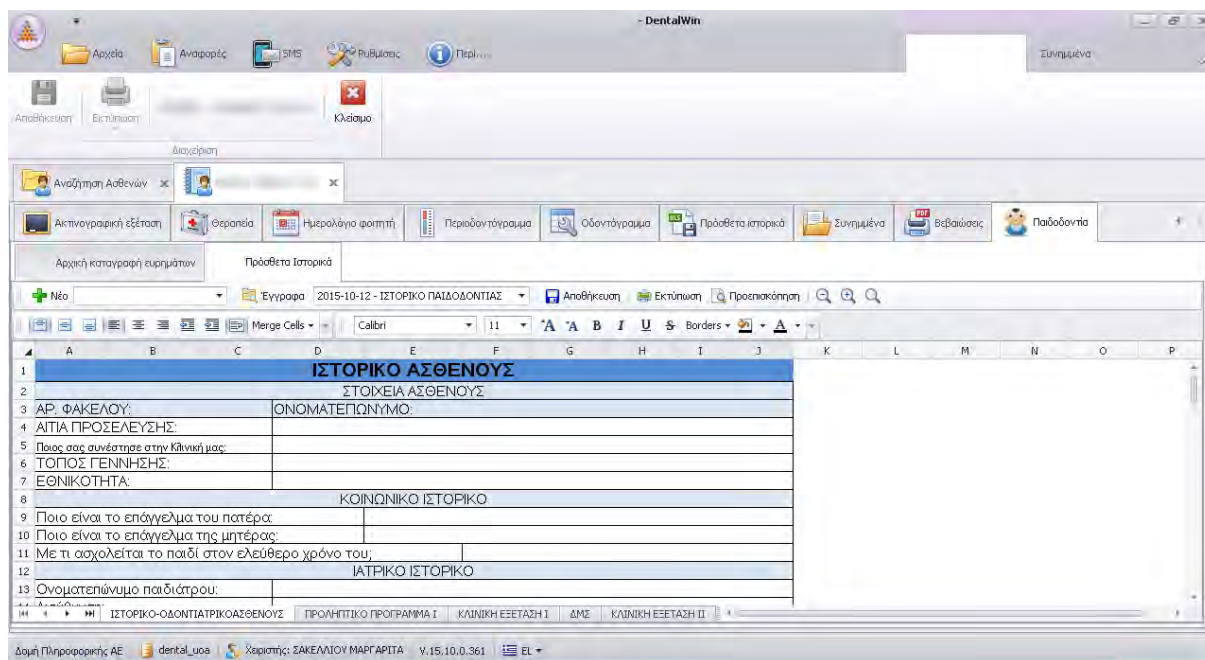 - DentalWin
Αρχεία Αναφορές SMS Ρυθμίσεις Περί.... Συνημμένα
Αποθήκευση Εκτύπωση Κλείσιμο
Διαχείριση
Αναζήτηση Ασθενών
Ακτινογραφική εξέταση Θεραπεία Ημερολόγιο φοιτητή Περιοδοντόγραμμα Οδοντόγραμμα Πρόσθετα ιστορικά Συνημμένα Βεβαιώσεις Παιδοδοντία
Αρχική καταγραφή ευρημάτων Πρόσθετα Ιστορικά
Νέο Έγγραφα 2015-10-12 - ΙΣΤΟΡΙΚΟ ΠΑΙΔΟΔΟΝΤΙΑΣ Αποθήκευση Εκτύπωση Προεπισκόπηση
Merge Cells Calibri 11 A A B I U S Borders A
A B C D E F G H I J K L M N O P
1 ΙΣΤΟΡΙΚΟ ΑΣΘΕΝΟΥΣ
2 ΣΤΟΙΧΕΙΑ ΑΣΘΕΝΟΥΣ
3 ΑΡ. ΦΑΚΕΛΟΥ: ΟΝΟΜΑΤΕΠΩΝΥΜΟ:
4 ΑΙΤΙΑ ΠΡΟΣΕΛΕΥΣΗΣ:
5 Ποιος σας συνέστησε στην Κλινική μας:
6 ΤΟΠΟΣ ΓΕΝΝΗΣΗΣ:
7 ΕΘΝΙΚΟΤΗΤΑ:
8 ΚΟΙΝΩΝΙΚΟ ΙΣΤΟΡΙΚΟ
9 Ποιο είναι το επάγγελμα του πατέρα:
10 Ποιο είναι το επάγγελμα της μητέρας:
11 Με τι ασχολείται το παιδί στον ελεύθερο χρόνο του;
12 ΙΑΤΡΙΚΟ ΙΣΤΟΡΙΚΟ
13 Ονοματεπώνυμο παιδιάτρου:
ΙΣΤΟΡΙΚΟ-ΟΔΟΝΤΙΑΤΡΙΚΟΑΣΘΕΝΟΥΣ ΠΡΟΛΗΠΤΙΚΟ ΠΡΟΓΡΑΜΜΑ Ι ΚΛΙΝΙΚΗ ΕΞΕΤΑΣΗ Ι ΔΜΣ ΚΛΙΝΙΚΗ ΕΞΕΤΑΣΗ ΙΙ
Δομή Πληροφορικής ΑΕ dental_uoa Χειριστής: ΣΑΚΕΛΛΙΟΥ ΜΑΡΓΑΡΙΤΑ V.15.10.0.361 EL